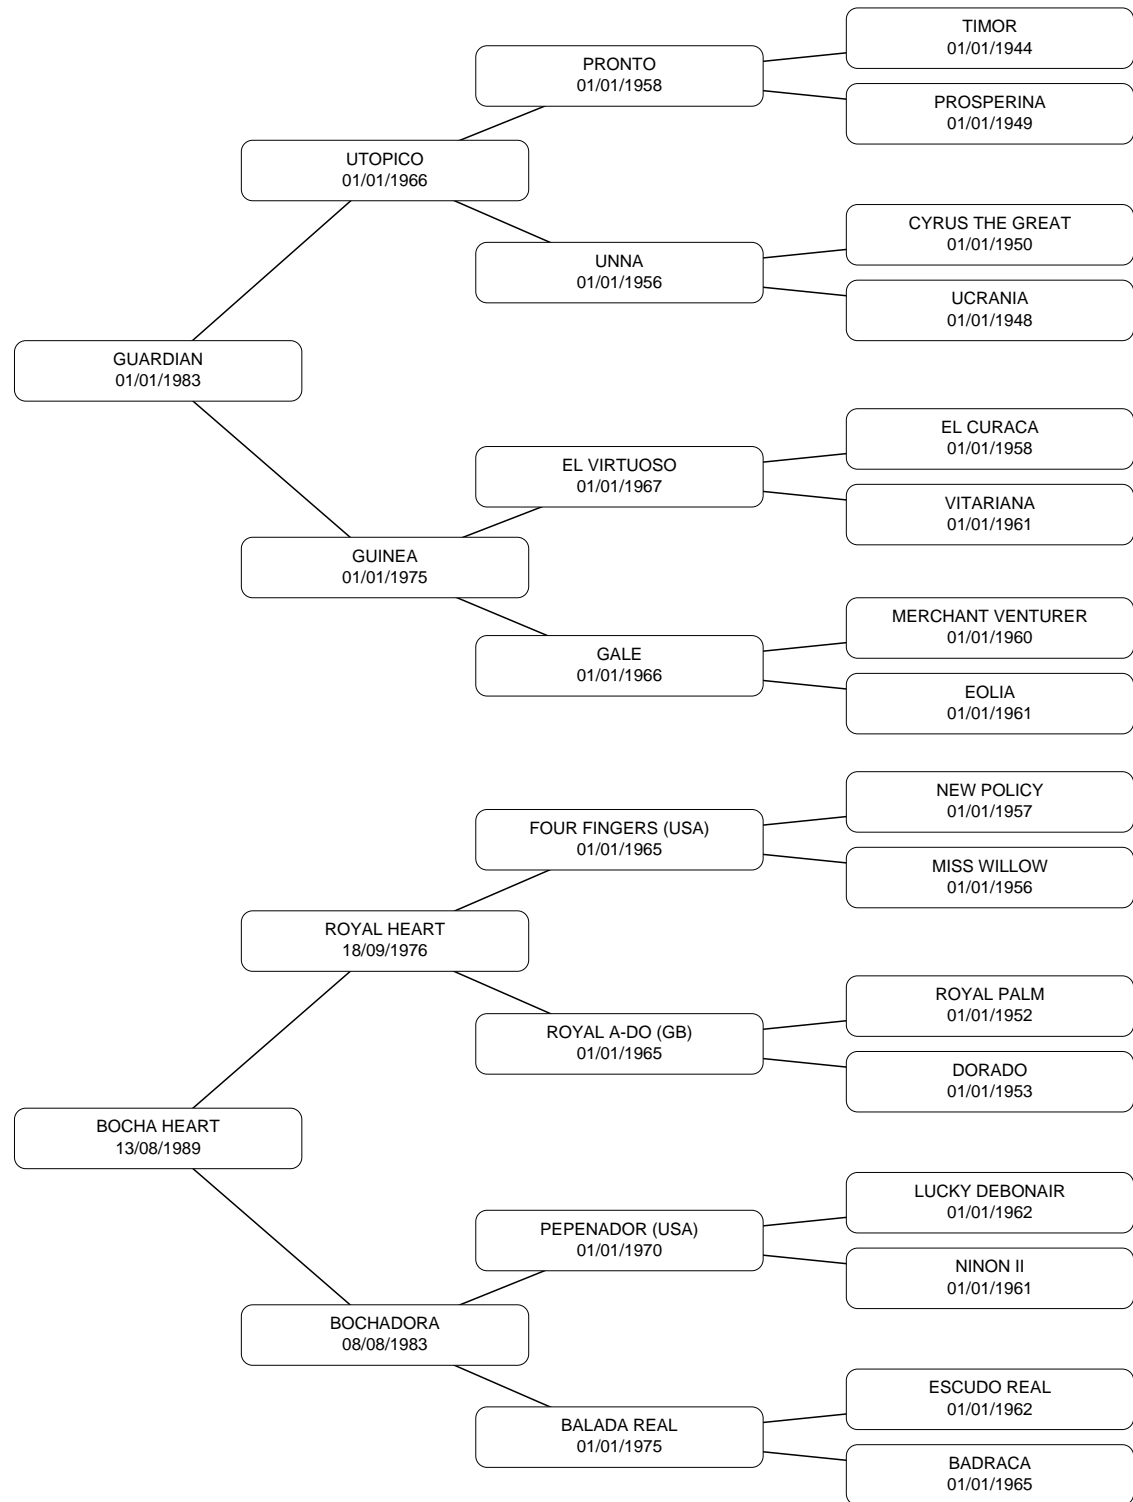 TIMOR
01/01/1944
PRONTO
01/01/1958
PROSPERINA
01/01/1949
UTOPICO
01/01/1966
CYRUS THE GREAT
01/01/1950
UNNA
01/01/1956
UCRANIA
01/01/1948
GUARDIAN
01/01/1983
EL CURACA
01/01/1958
EL VIRTUOSO
01/01/1967
VITARIANA
01/01/1961
GUINEA
01/01/1975
MERCHANT VENTURER
01/01/1960
GALE
01/01/1966
EOLIA
01/01/1961
NEW POLICY
01/01/1957
FOUR FINGERS (USA)
01/01/1965
MISS WILLOW
01/01/1956
ROYAL HEART
18/09/1976
ROYAL PALM
01/01/1952
ROYAL A-DO (GB)
01/01/1965
DORADO
01/01/1953
BOCHA HEART
13/08/1989
LUCKY DEBONAIR
01/01/1962
PEPENADOR (USA)
01/01/1970
NINON II
01/01/1961
BOCHADORA
08/08/1983
ESCUDO REAL
01/01/1962
BALADA REAL
01/01/1975
BADRACA
01/01/1965